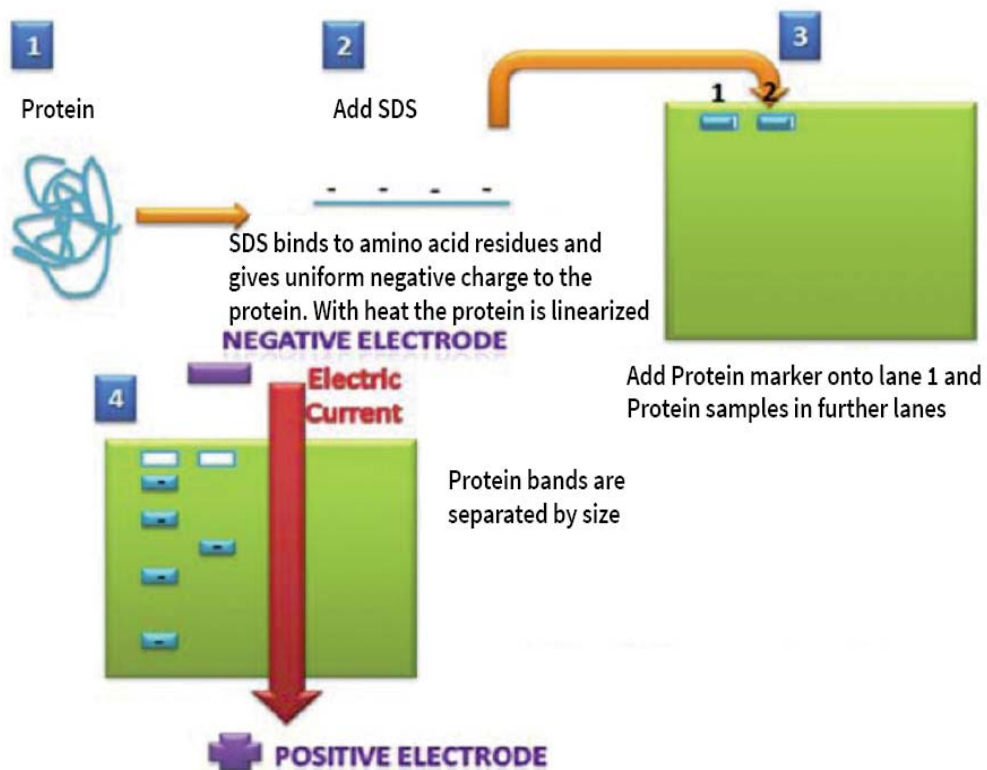 1
Protein
2
Add SDS
- - - -
SDS binds to amino acid residues and
gives uniform negative charge to the
protein. With heat the protein is linearized
3
1 2
Add Protein marker onto lane 1 and
Protein samples in further lanes
NEGATIVE ELECTRODE
Electric
Current
4
-
-
-
-
-
Protein bands are
separated by size
POSITIVE ELECTRODE